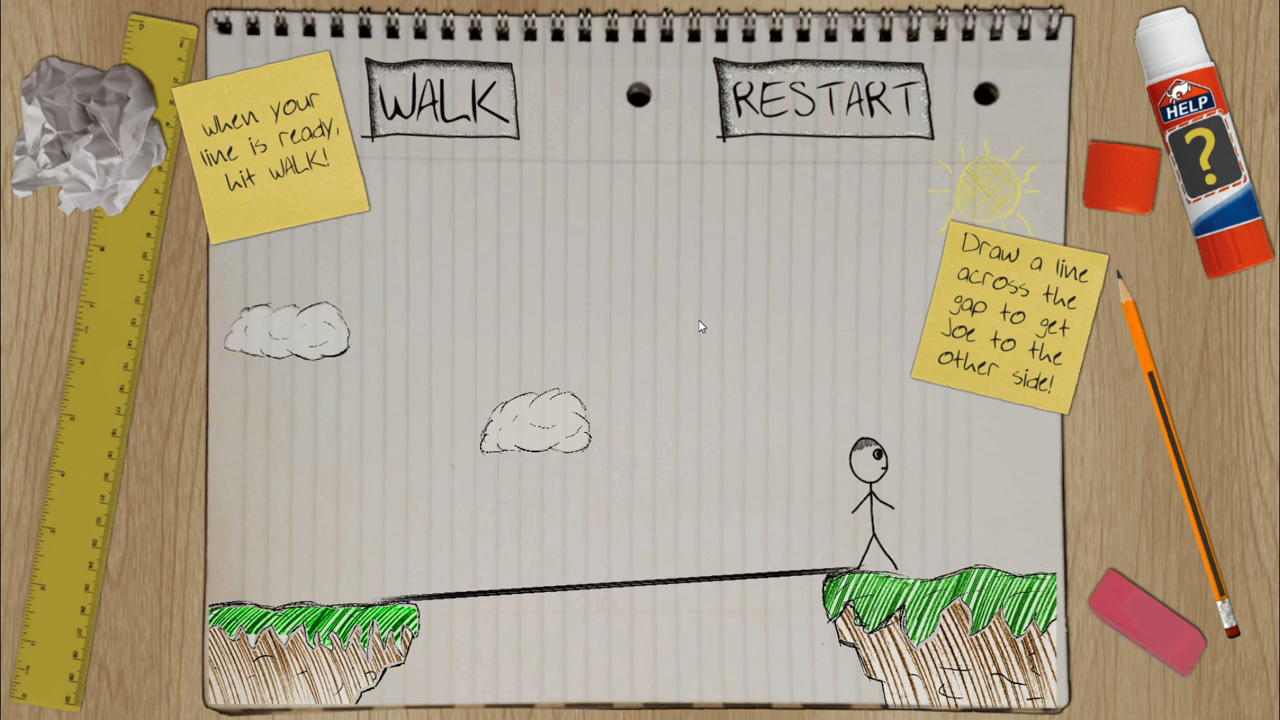 when your
line is ready,
hit WALK!
WALK
RESTART
HELP
?
Draw a line
across the
gap to get
Joe to the
other side!